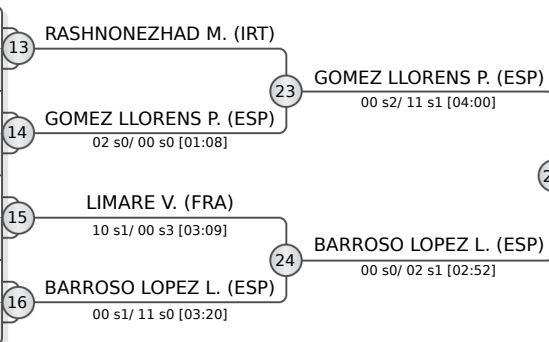 13
RASHNONEZHAD M. (IRT)
14
GOMEZ LLORENS P. (ESP)
02 s0/ 00 s0 [01:08]
23
GOMEZ LLORENS P. (ESP)
00 s2/ 11 s1 [04:00]
15
LIMARE V. (FRA)
10 s1/ 00 s3 [03:09]
16
BARROSO LOPEZ L. (ESP)
00 s1/ 11 s0 [03:20]
24
BARROSO LOPEZ L. (ESP)
00 s0/ 02 s1 [02:52]